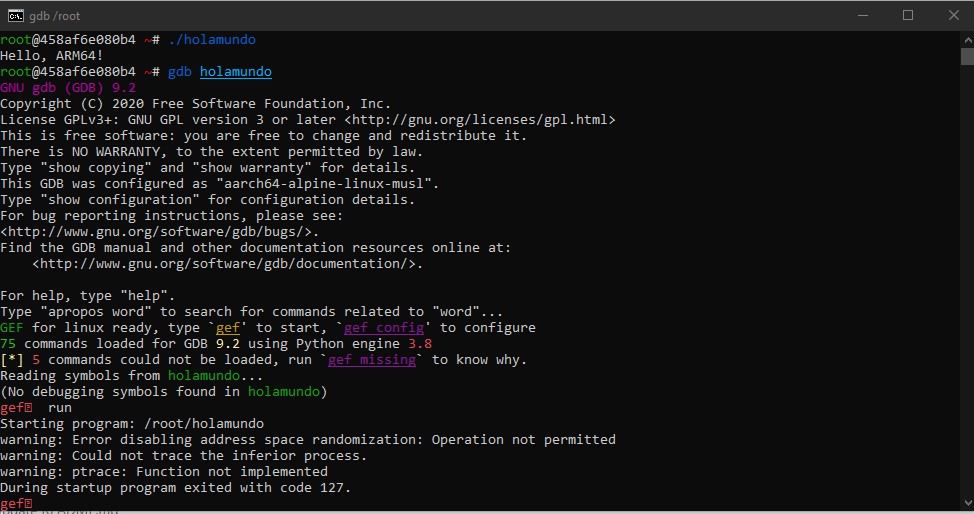 gdb /root
root@458af6e080b4 ~# ./holamundo
Hello, ARM64!
root@458af6e080b4 ~# gdb holamundo
GNU gdb (GDB) 9.2
Copyright (C) 2020 Free Software Foundation, Inc.
License GPLv3+: GNU GPL version 3 or later <http://gnu.org/licenses/gpl.html>
This is free software: you are free to change and redistribute it.
There is NO WARRANTY, to the extent permitted by law.
Type "show copying" and "show warranty" for details.
This GDB was configured as "aarch64-alpine-linux-musl".
Type "show configuration" for configuration details.
For bug reporting instructions, please see:
<http://www.gnu.org/software/gdb/bugs/>.
Find the GDB manual and other documentation resources online at:
    <http://www.gnu.org/software/gdb/documentation/>.
For help, type "help".
Type "apropos word" to search for commands related to "word"...
GEF for linux ready, type `gef' to start, `gef config' to configure
75 commands loaded for GDB 9.2 using Python engine 3.8
[*] 5 commands could not be loaded, run `gef missing` to know why.
Reading symbols from holamundo...
(No debugging symbols found in holamundo)
gef run
Starting program: /root/holamundo
warning: Error disabling address space randomization: Operation not permitted
warning: Could not trace the inferior process.
warning: ptrace: Function not implemented
During startup program exited with code 127.
gef